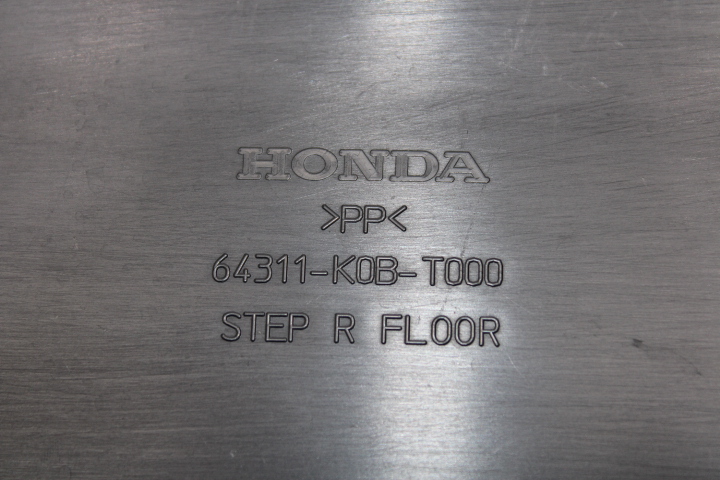 HONDA
>PP<
64311-K0B-T000
STEP R FLOOR